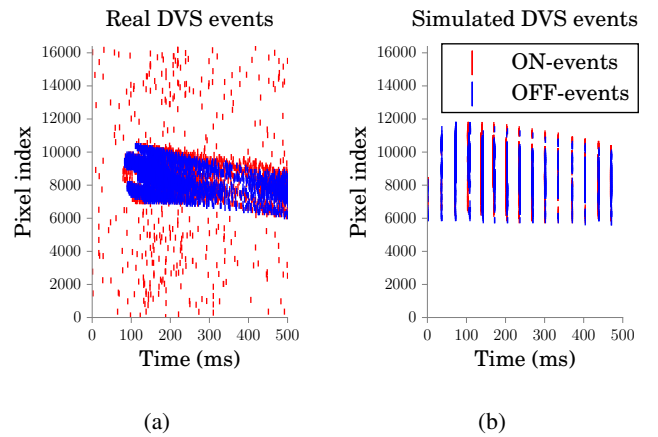 Real DVS events
16000
14000
12000
10000
8000
6000
4000
2000
0
Pixel index
0 100 200 300 400 500
Time (ms)
(a)
Simulated DVS events
ON-events
OFF-events
16000
14000
12000
10000
8000
6000
4000
2000
0
Pixel index
0 100 200 300 400 500
Time (ms)
(b)